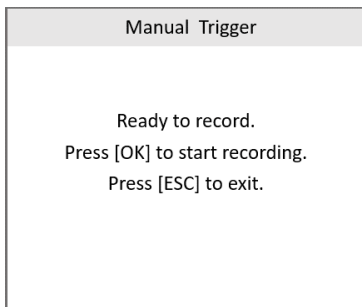 Manual Trigger
Ready to record.
Press [OK] to start recording.
Press [ESC] to exit.